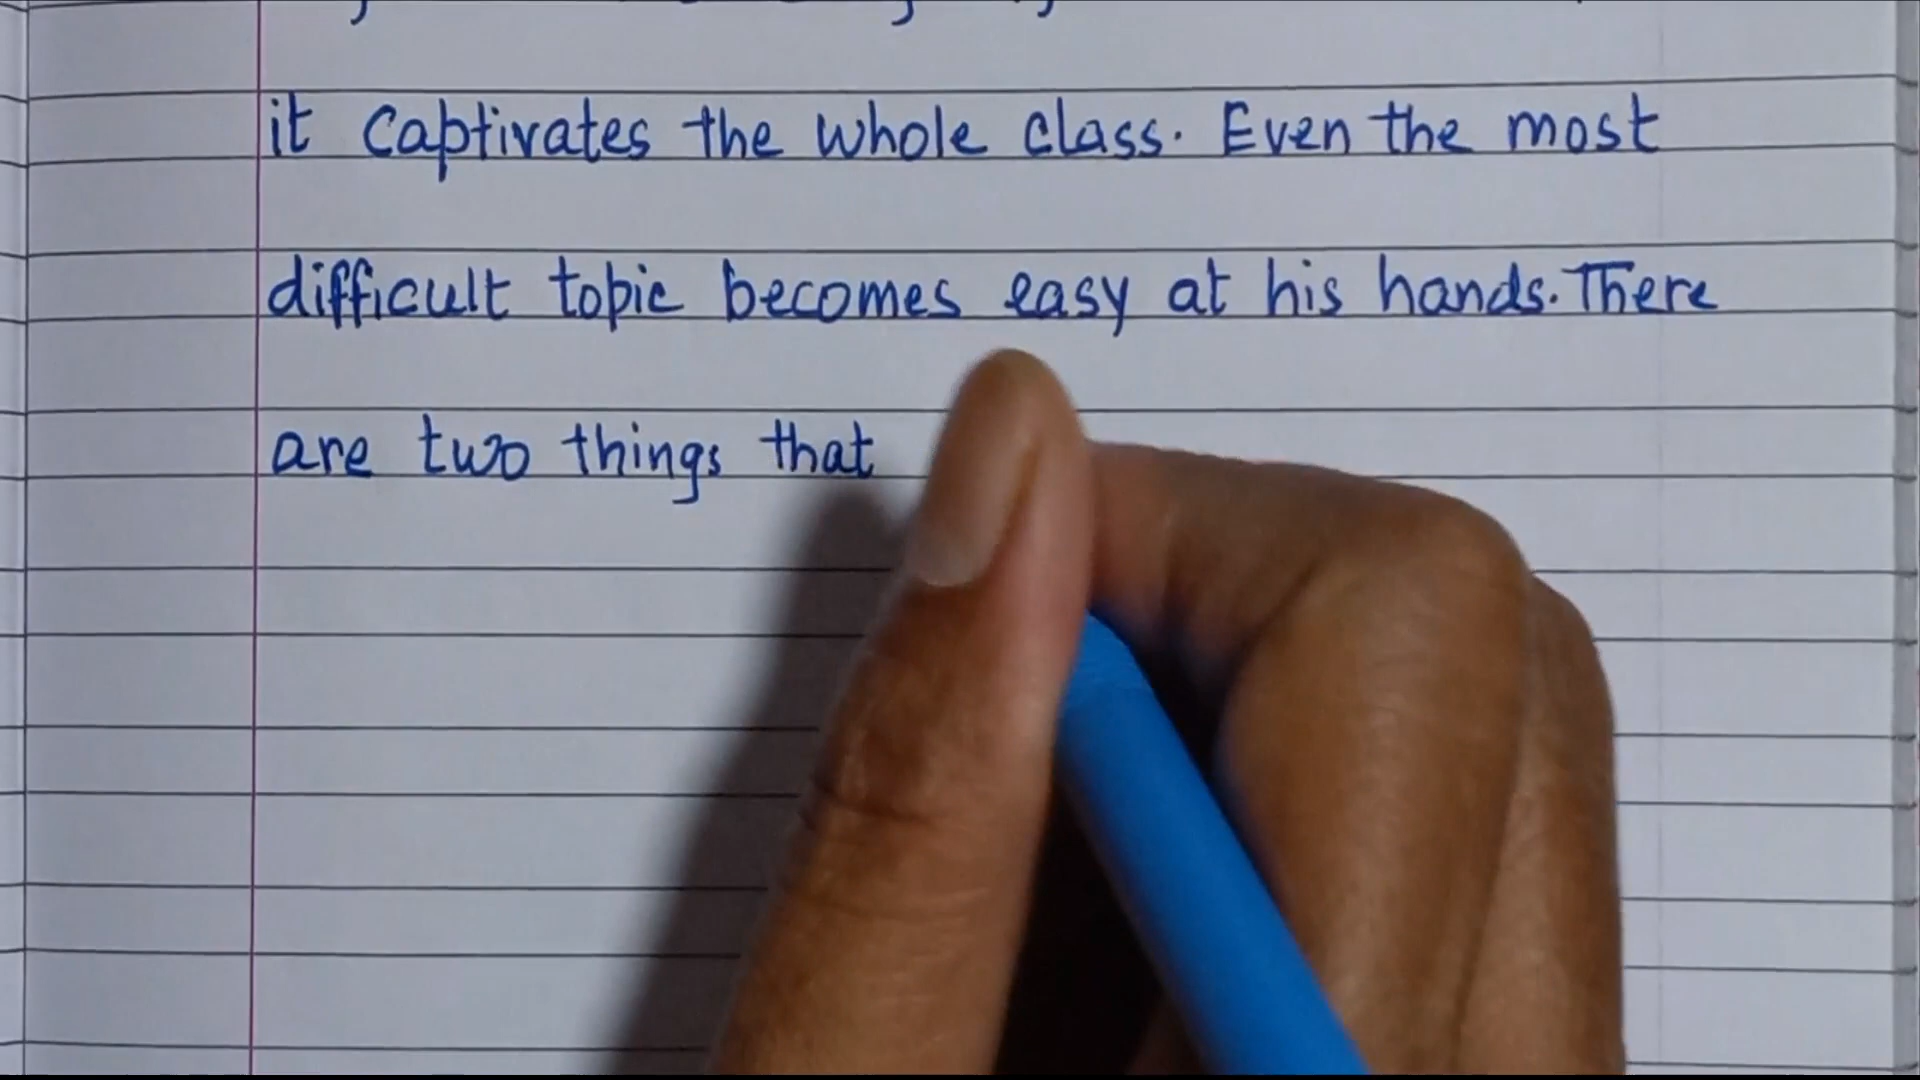 it captivates the whole class. Even the most
difficult topic becomes easy at his hands. There
are two things that